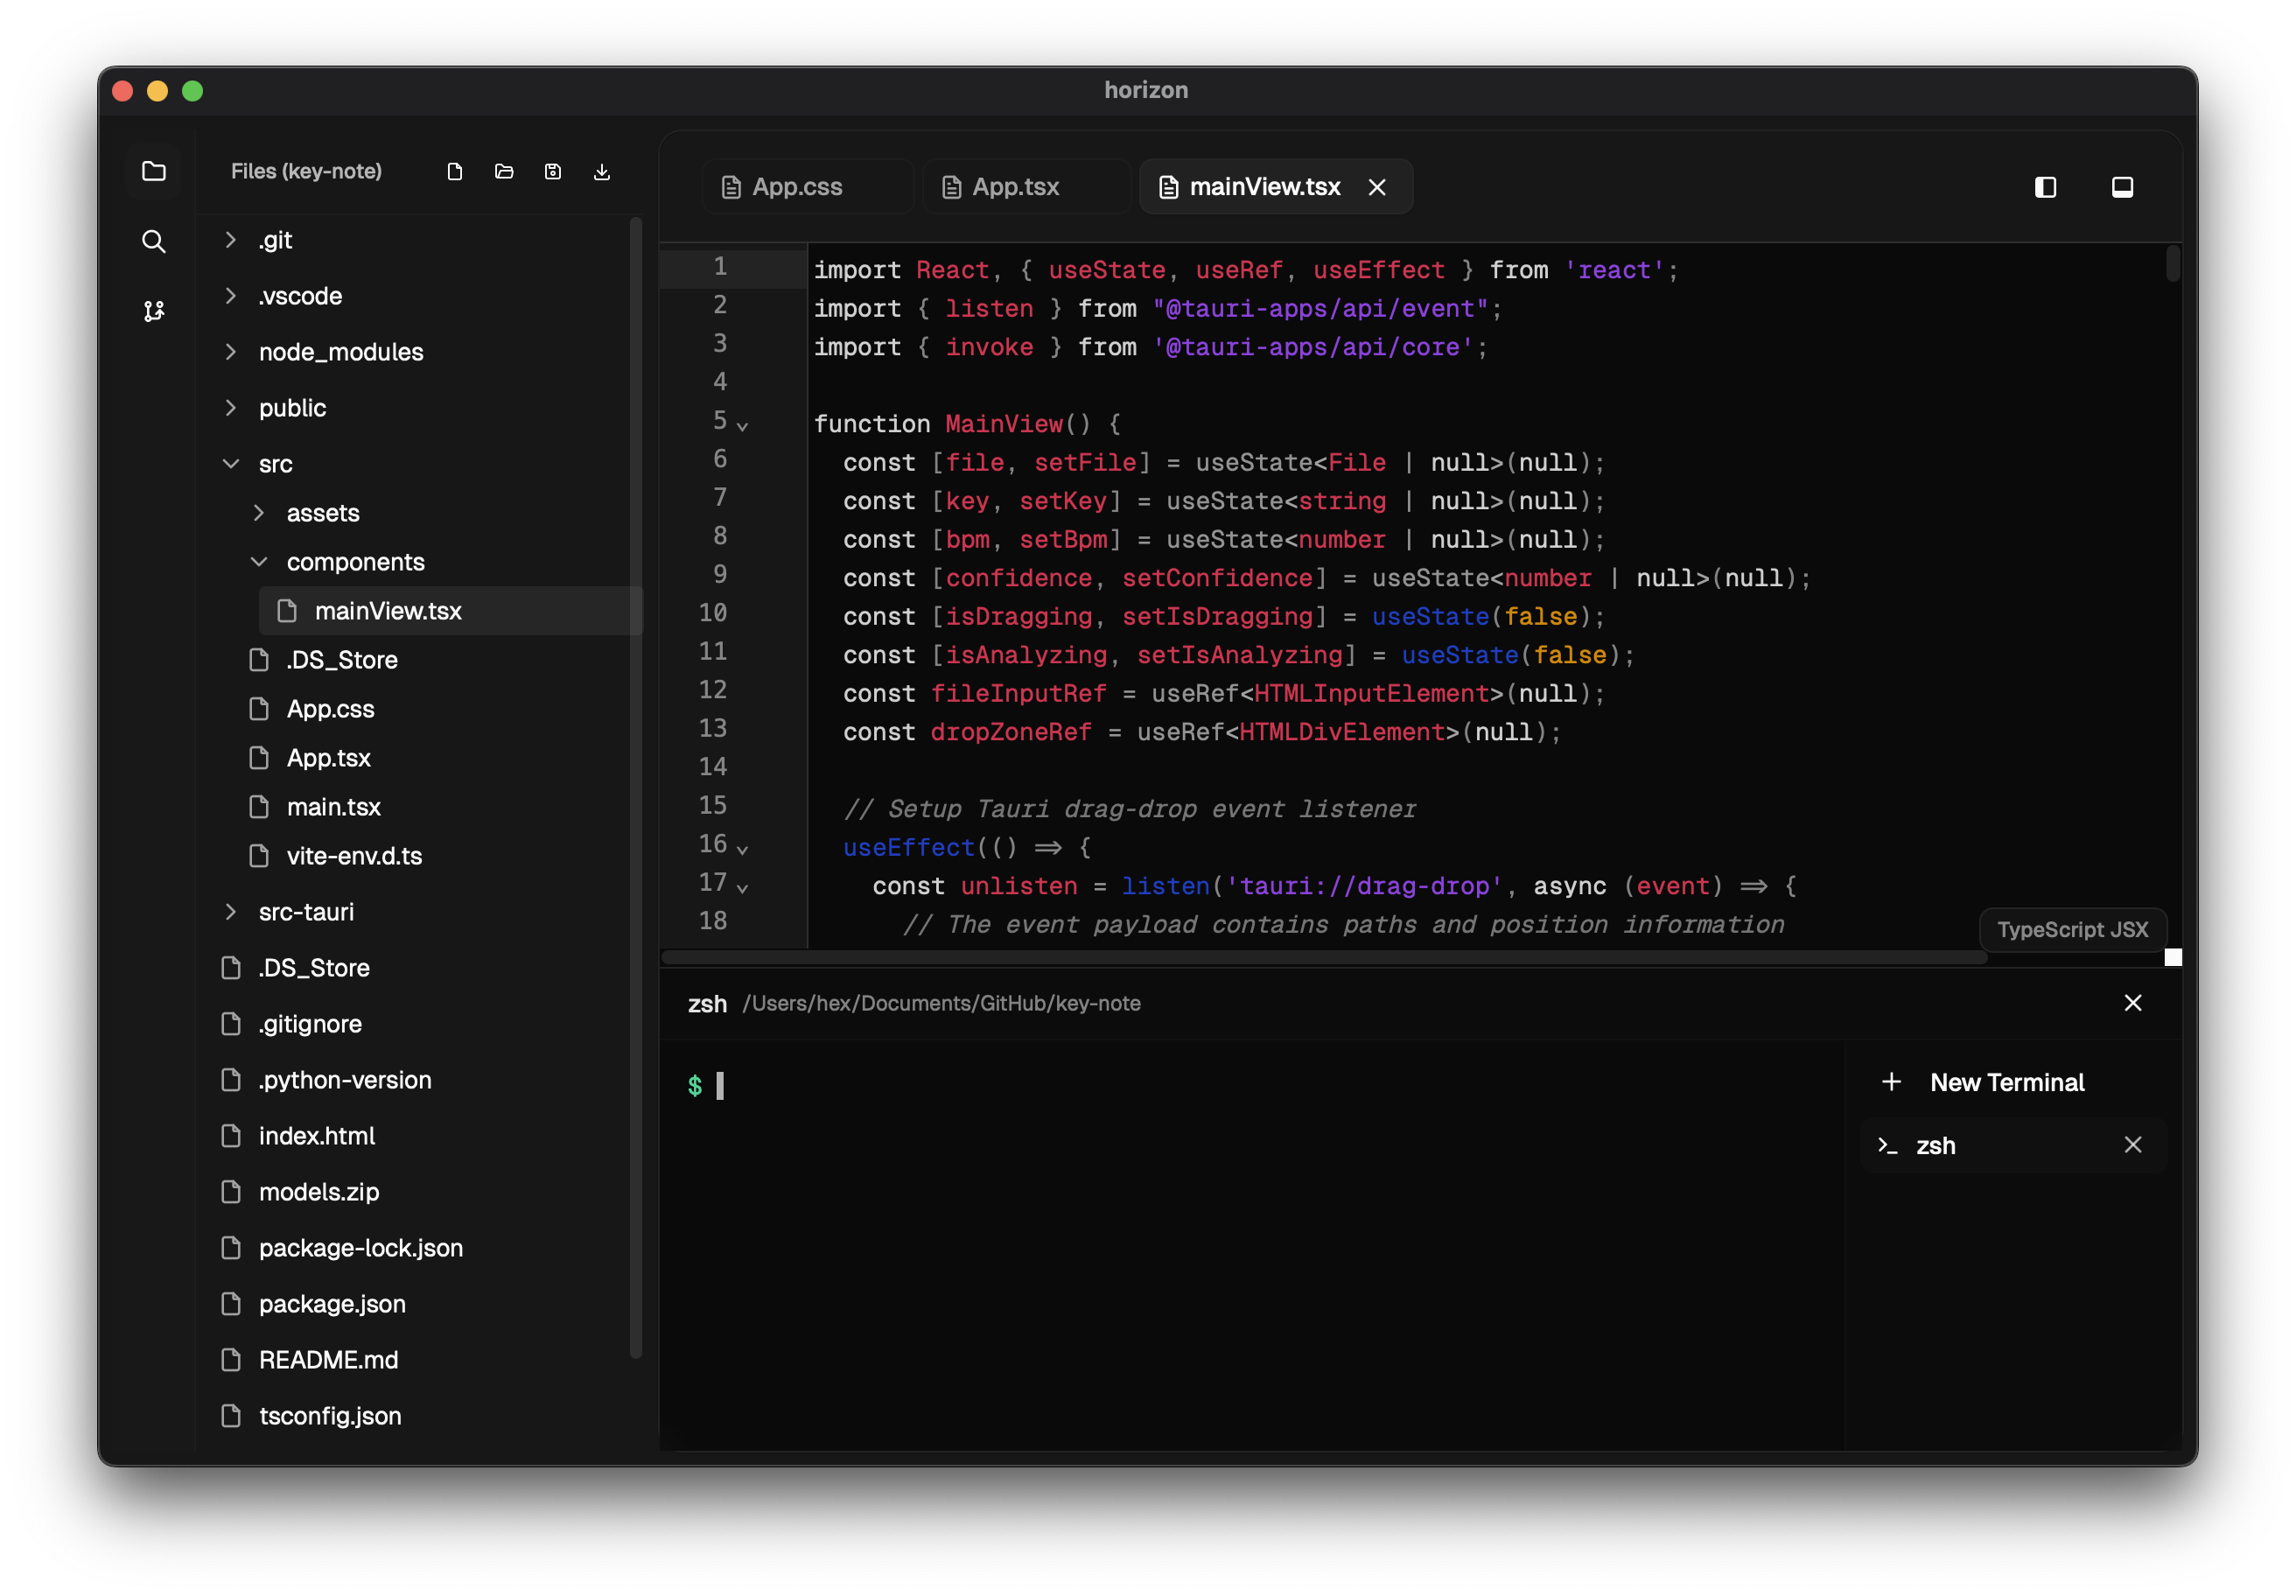 horizon
Files (key-note)
.git
.vscode
node_modules
public
src
assets
components
mainView.tsx
.DS_Store
App.css
App.tsx
main.tsx
vite-env.d.ts
src-tauri
.DS_Store
.gitignore
.python-version
index.html
models.zip
package-lock.json
package.json
README.md
tsconfig.json
App.css
App.tsx
mainView.tsx
1 import React, { useState, useRef, useEffect } from 'react';
2 import { listen } from "@tauri-apps/api/event";
3 import { invoke } from '@tauri-apps/api/core';
4
5 function MainView() {
6 const [file, setFile] = useState<File | null>(null);
7 const [key, setKey] = useState<string | null>(null);
8 const [bpm, setBpm] = useState<number | null>(null);
9 const [confidence, setConfidence] = useState<number | null>(null);
10 const [isDragging, setIsDragging] = useState(false);
11 const [isAnalyzing, setIsAnalyzing] = useState(false);
12 const fileInputRef = useRef<HTMLInputElement>(null);
13 const dropZoneRef = useRef<HTMLDivElement>(null);
14
15 // Setup Tauri drag-drop event listener
16 useEffect(() => {
17 const unlisten = listen('tauri://drag-drop', async (event) => {
18 // The event payload contains paths and position information
TypeScript JSX
zsh /Users/hex/Documents/GitHub/key-note
$
New Terminal
zsh